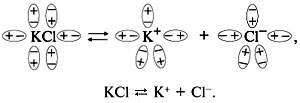 KCl ⇌ K⁺ + Cl⁻,
KCl ⇌ K⁺ + Cl⁻.